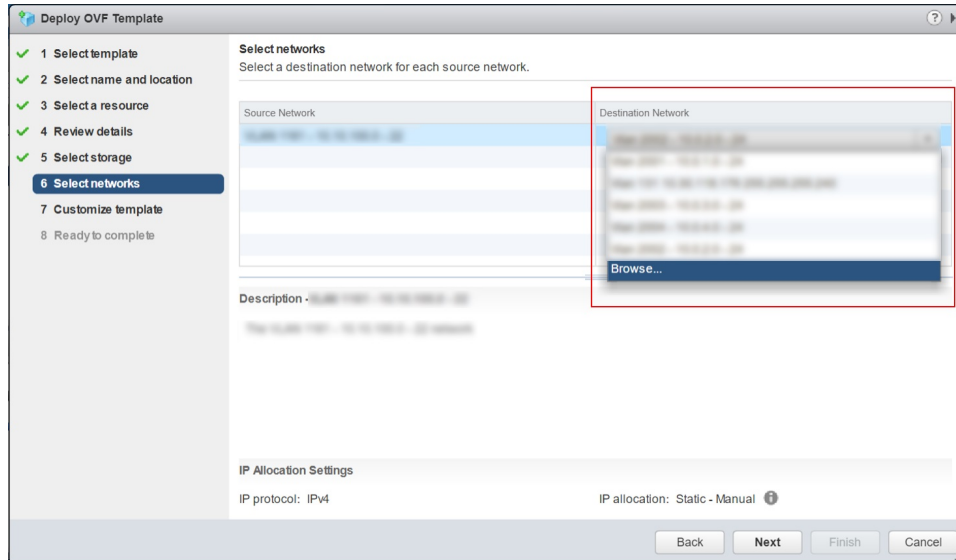 Deploy OVF Template
1 Select template
2 Select name and location
3 Select a resource
4 Review details
5 Select storage
6 Select networks
7 Customize template
8 Ready to complete
Select networks
Select a destination network for each source network.
Source Network
Destination Network
Browse...
Description -
IP Allocation Settings
IP protocol: IPv4
IP allocation: Static - Manual
Back
Next
Finish
Cancel